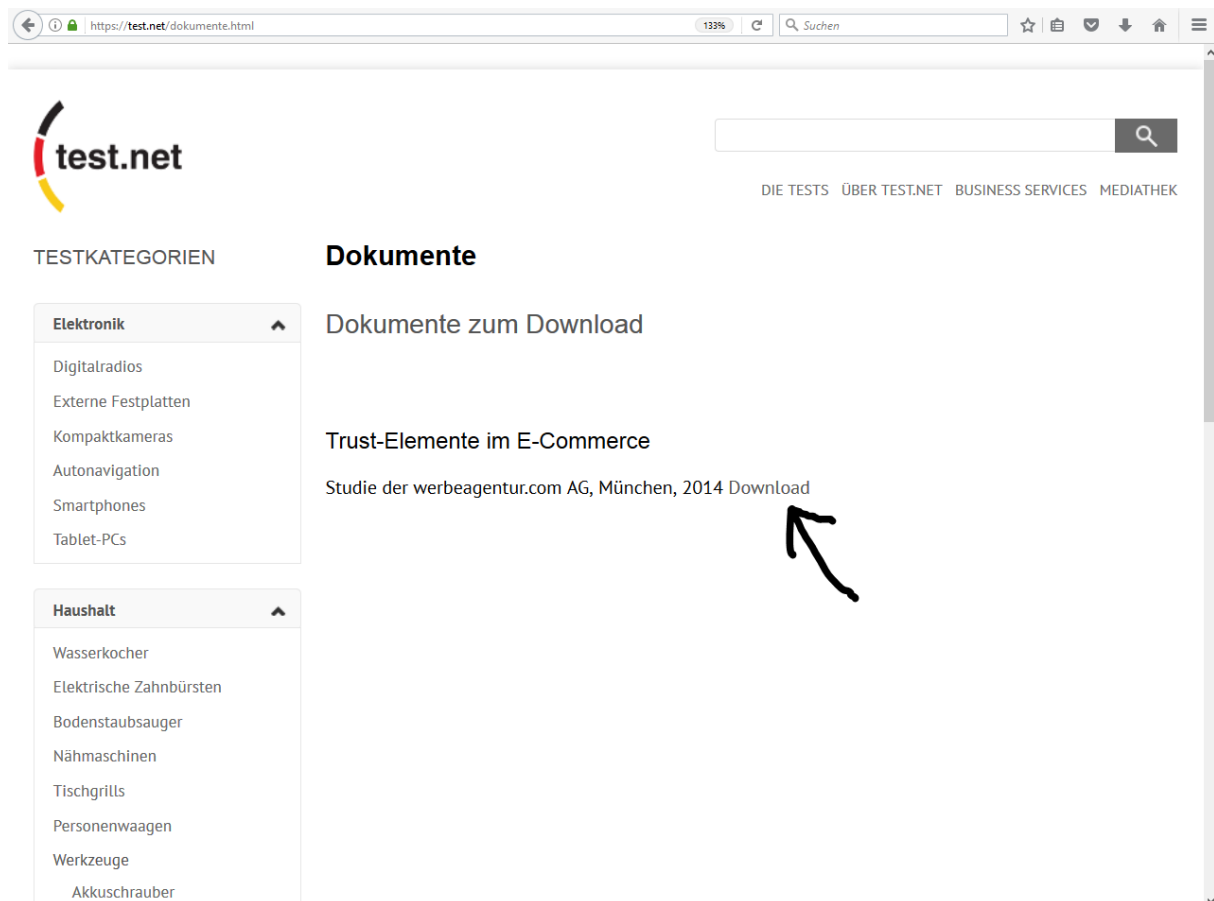 https://test.net/dokumente.html
133%
Suchen
test.net
DIE TESTS ÜBER TEST.NET BUSINESS SERVICES MEDIATHEK
TESTKATEGORIEN
Elektronik
Digitalradios
Externe Festplatten
Kompaktkameras
Autonavigation
Smartphones
Tablet-PCs
Haushalt
Wasserkocher
Elektrische Zahnbürsten
Bodenstaubsauger
Nähmaschinen
Tischgrills
Personenwaagen
Werkzeuge
Akkuschrauber
Dokumente
Dokumente zum Download
Trust-Elemente im E-Commerce
Studie der werbeagentur.com AG, München, 2014 Download